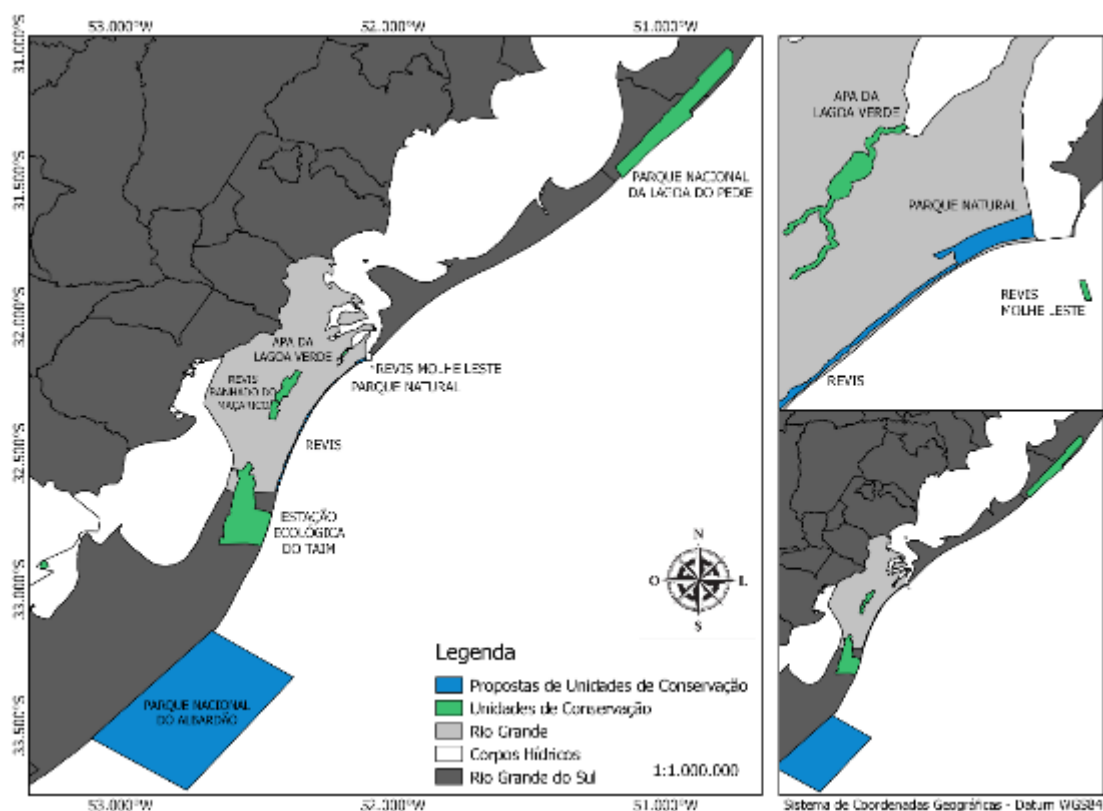 53.000°W
52.000°W
51.000°W
31.000°S
31.500°S
32.000°S
32.500°S
33.000°S
33.500°S
PARQUE NACIONAL
DA LAGOA DO PEIXE
APA DA
LAGOA VERDE
REVIS
BANHADO DO
MAÇARICO
*REVIS MOLHE LESTE
PARQUE NATURAL
REVIS
ESTAÇÃO
ECOLÓGICA
DO TAIM
PARQUE NACIONAL
DO ALBARDÃO
N
O
L
S
Legenda
Propostas de Unidades de Conservação
Unidades de Conservação
Rio Grande
Corpos Hídricos
Rio Grande do Sul
1:1.000.000
53.000°W
52.000°W
51.000°W
APA DA
LAGOA VERDE
PARQUE NATURAL
REVIS
MOLHE LESTE
REVIS
Sistema de Coordenadas Geográficas - Datum WGS84